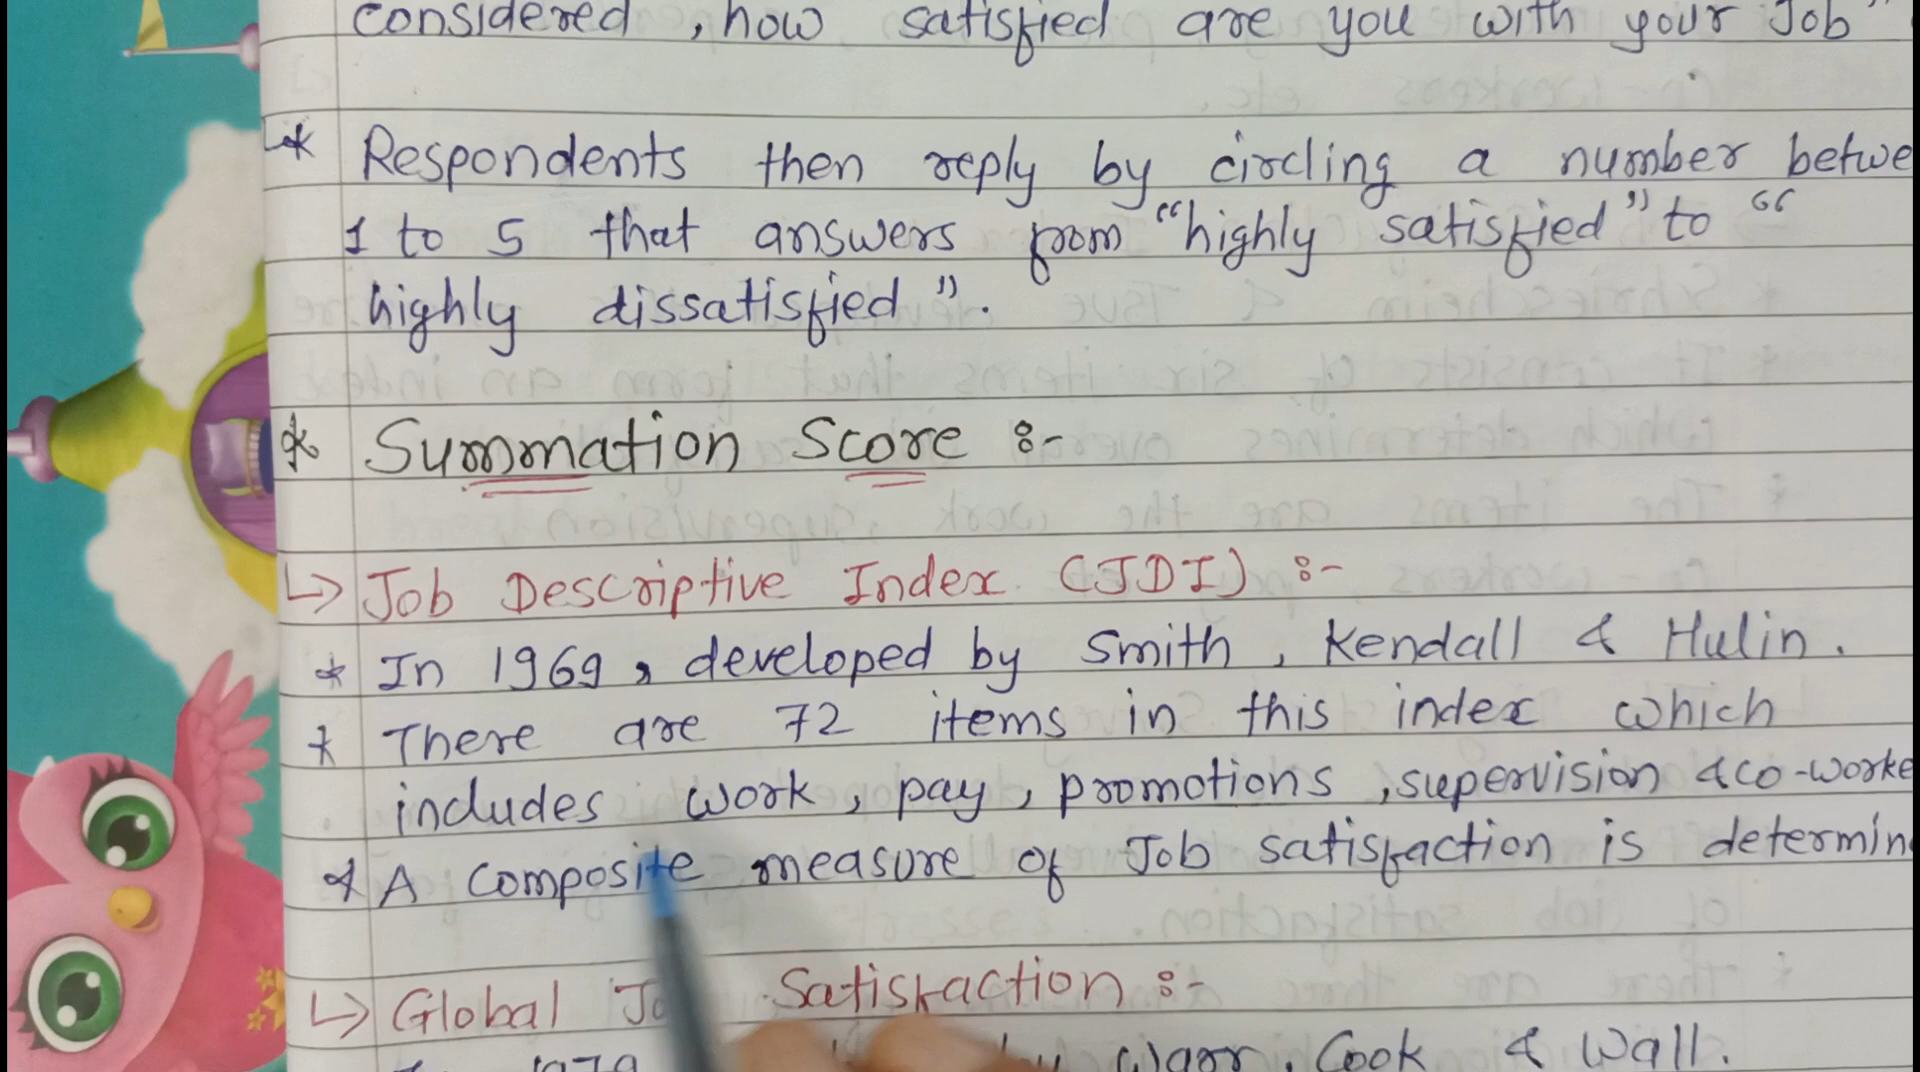 considered , how satisfied are you with your Job"
* Respondents then reply by circling a number betwe
1 to 5 that answers from "highly satisfied" to "
highly dissatisfied".
* Summation Score :-
↳ Job Descriptive Index (JDI) :-
* In 1969, developed by Smith, Kendall & Hulin.
* There are 72 items in this index which
includes work, pay, promotions, supervision & co-worke
* A composite measure of Job satisfaction is determin
↳ Global Satisfaction :-
1979 Warr, Cook & Wall.